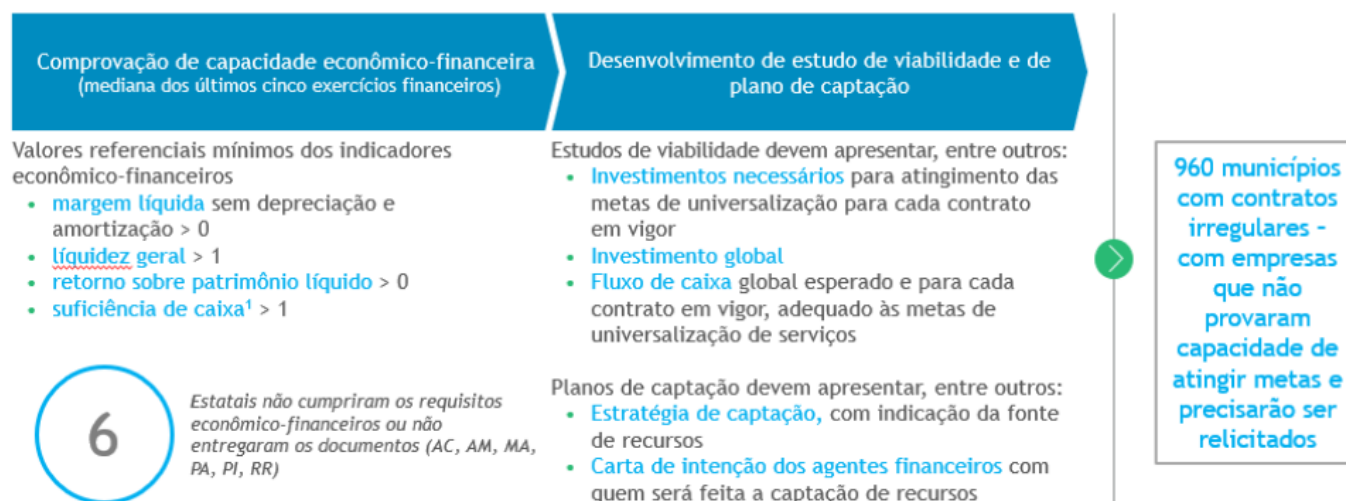 Comprovação de capacidade econômico-financeira
(mediana dos últimos cinco exercícios financeiros)
Valores referenciais mínimos dos indicadores
econômico-financeiros
• margem líquida sem depreciação e
amortização > 0
• líquidez geral > 1
• retorno sobre patrimônio líquido > 0
• suficiência de caixa¹ > 1
6
Estatais não cumpriram os requisitos
econômico-financeiros ou não
entregaram os documentos (AC, AM, MA,
PA, PI, RR)
Desenvolvimento de estudo de viabilidade e de
plano de captação
Estudos de viabilidade devem apresentar, entre outros:
• Investimentos necessários para atingimento das
metas de universalização para cada contrato
em vigor
• Investimento global
• Fluxo de caixa global esperado e para cada
contrato em vigor, adequado às metas de
universalização de serviços
Planos de captação devem apresentar, entre outros:
• Estratégia de captação, com indicação da fonte
de recursos
• Carta de intenção dos agentes financeiros com
quem será feita a captação de recursos
960 municípios
com contratos
irregulares -
com empresas
que não
provaram
capacidade de
atingir metas e
precisarão ser
relicitados